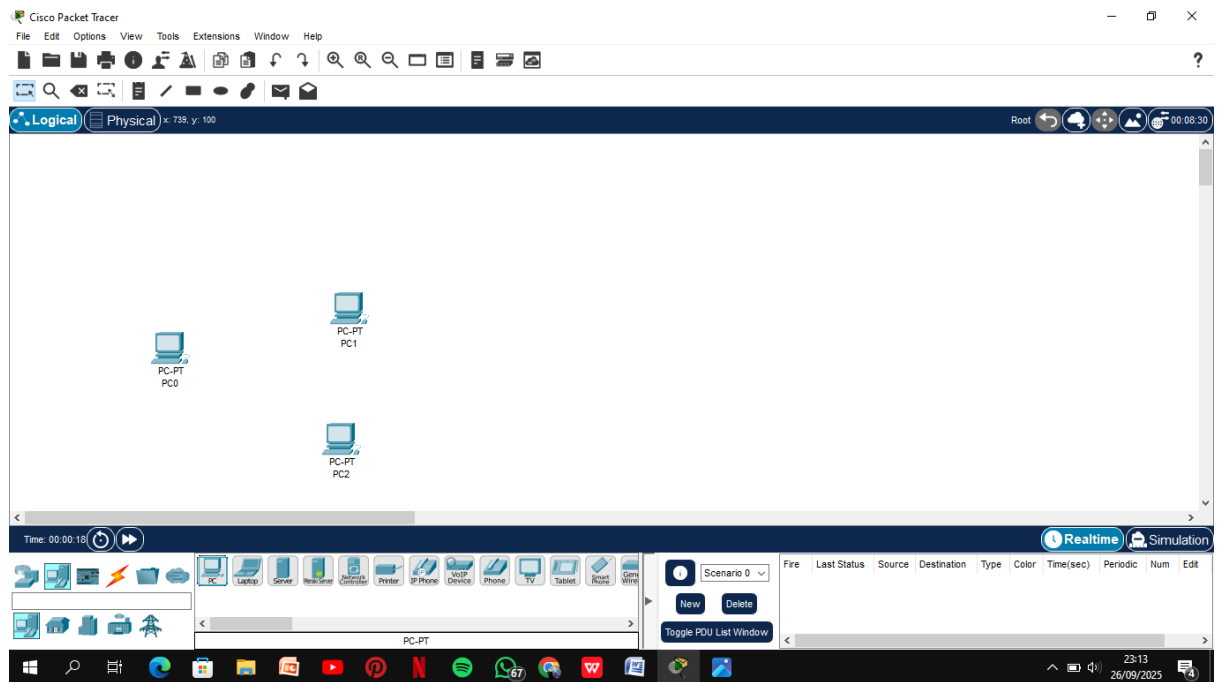 Cisco Packet Tracer
File Edit Options View Tools Extensions Window Help
?
Logical Physical x: 739, y: 100 Root 00:08:30
PC-PT
PC1
PC-PT
PC0
PC-PT
PC2
Time: 00:00:18 Realtime Simulation
PC Laptop Server Meraki Server Network Controller Printer IP Phone VoIP Device Phone TV Tablet Smart Phone
Scenario 0 Fire Last Status Source Destination Type Color Time(sec) Periodic Num Edit
New Delete
Toggle PDU List Window
PC-PT
67
W
23:13
26/09/2025
4